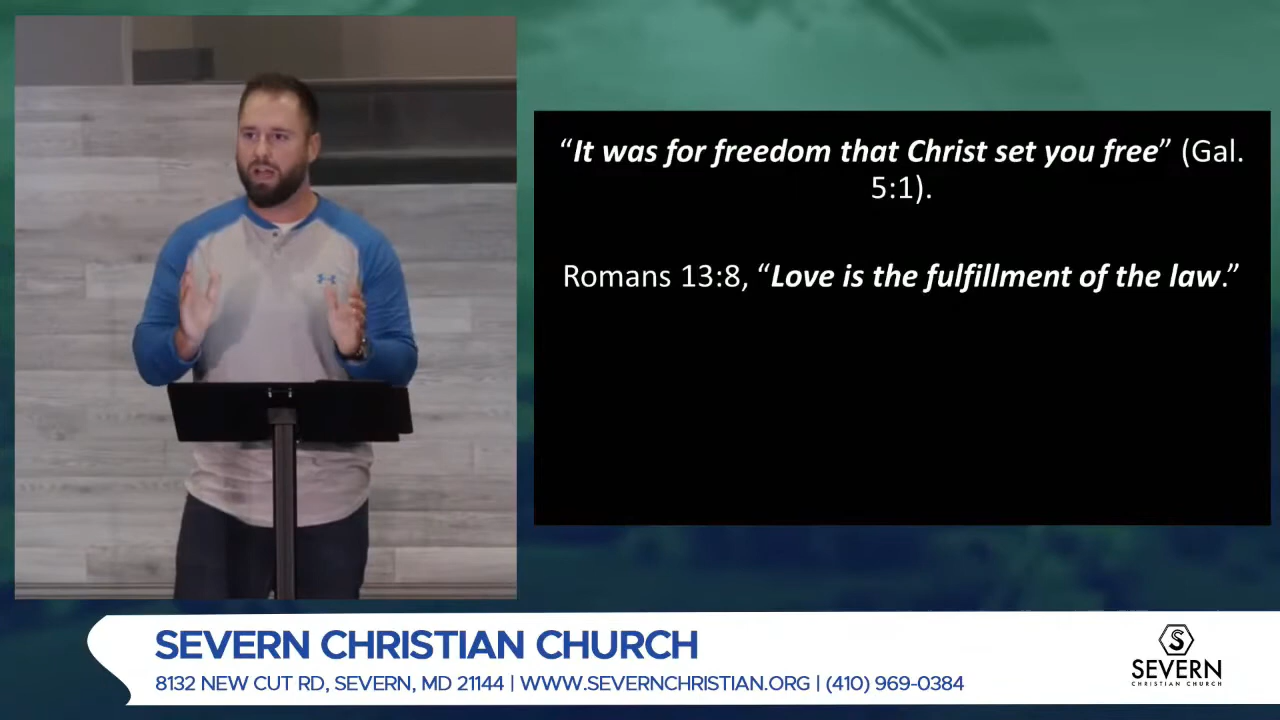 “It was for freedom that Christ set you free” (Gal.
5:1).
Romans 13:8, “Love is the fulfillment of the law.”
SEVERN CHRISTIAN CHURCH
8132 NEW CUT RD, SEVERN, MD 21144 | WWW.SEVERNCHRISTIAN.ORG | (410) 969-0384
S
SEVERN
CHRISTIAN CHURCH